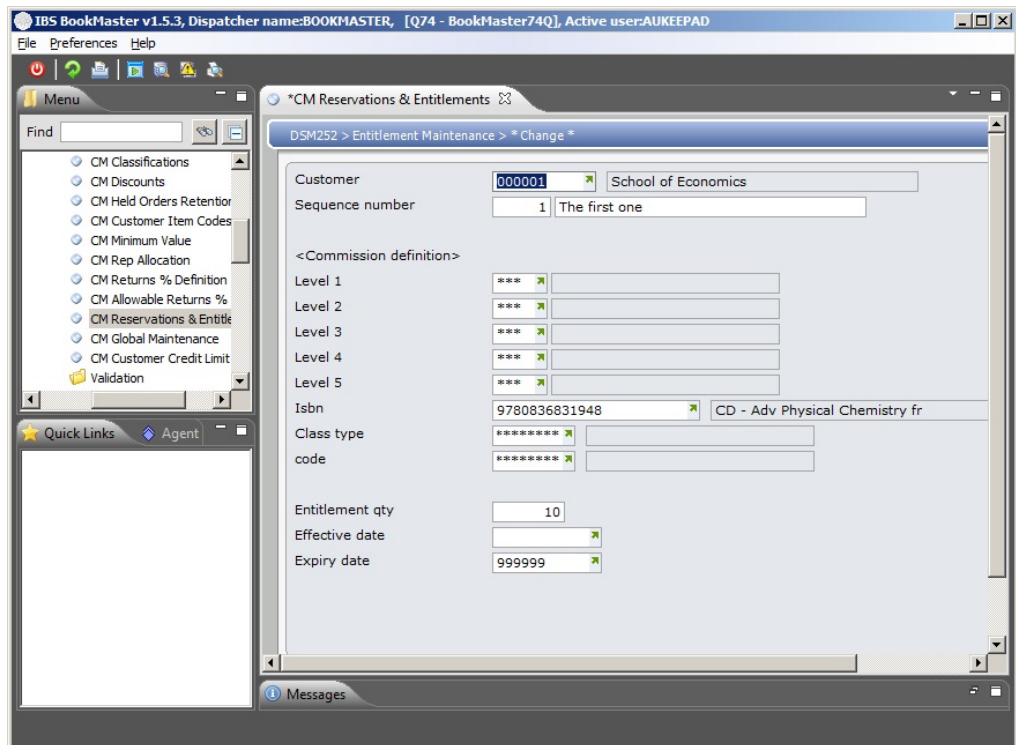 IBS BookMaster v1.5.3, Dispatcher name:BOOKMASTER, [Q74 - BookMaster74Q], Active user:AUKEEPAD
File Preferences Help
Menu
Find
CM Classifications
CM Discounts
CM Held Orders Retention
CM Customer Item Codes
CM Minimum Value
CM Rep Allocation
CM Returns % Definition
CM Allowable Returns %
CM Reservations & Entitle
CM Global Maintenance
CM Customer Credit Limit
Validation
Quick Links Agent
*CM Reservations & Entitlements
DSM252 > Entitlement Maintenance > * Change *
Customer 000001 School of Economics
Sequence number 1 The first one
<Commission definition>
Level 1 ***
Level 2 ***
Level 3 ***
Level 4 ***
Level 5 ***
Isbn 9780836831948 CD - Adv Physical Chemistry fr
Class type ********
code ********
Entitlement qty 10
Effective date
Expiry date 999999
Messages